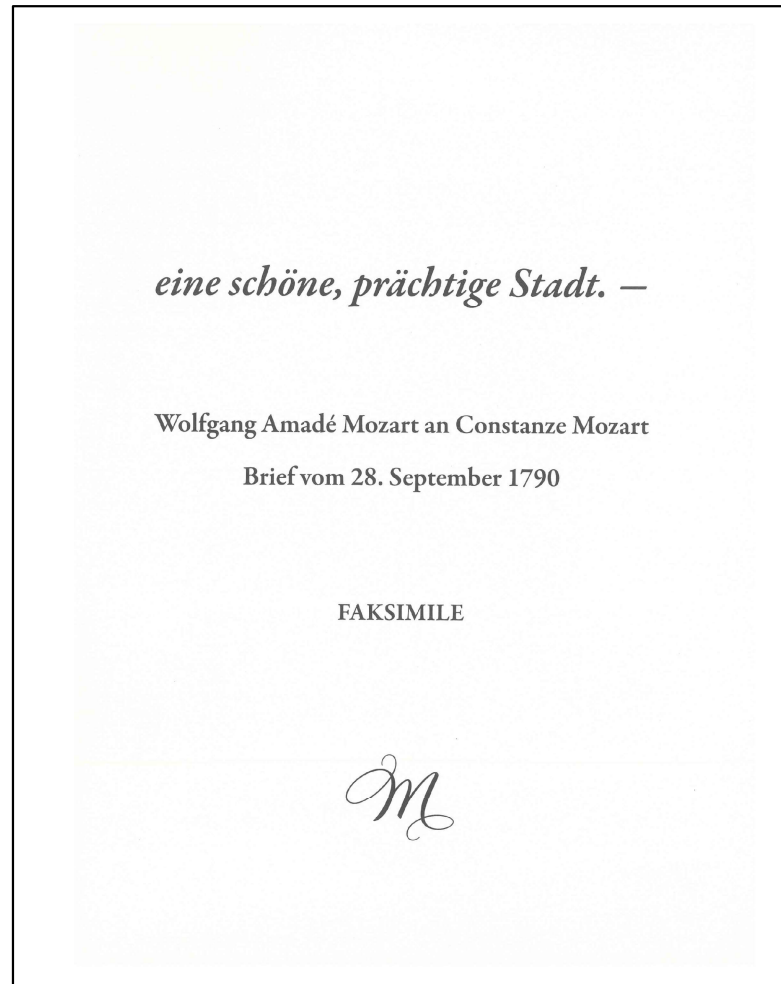 eine schöne, prächtige Stadt. —
Wolfgang Amadé Mozart an Constanze Mozart
Brief vom 28. September 1790
FAKSIMILE
M